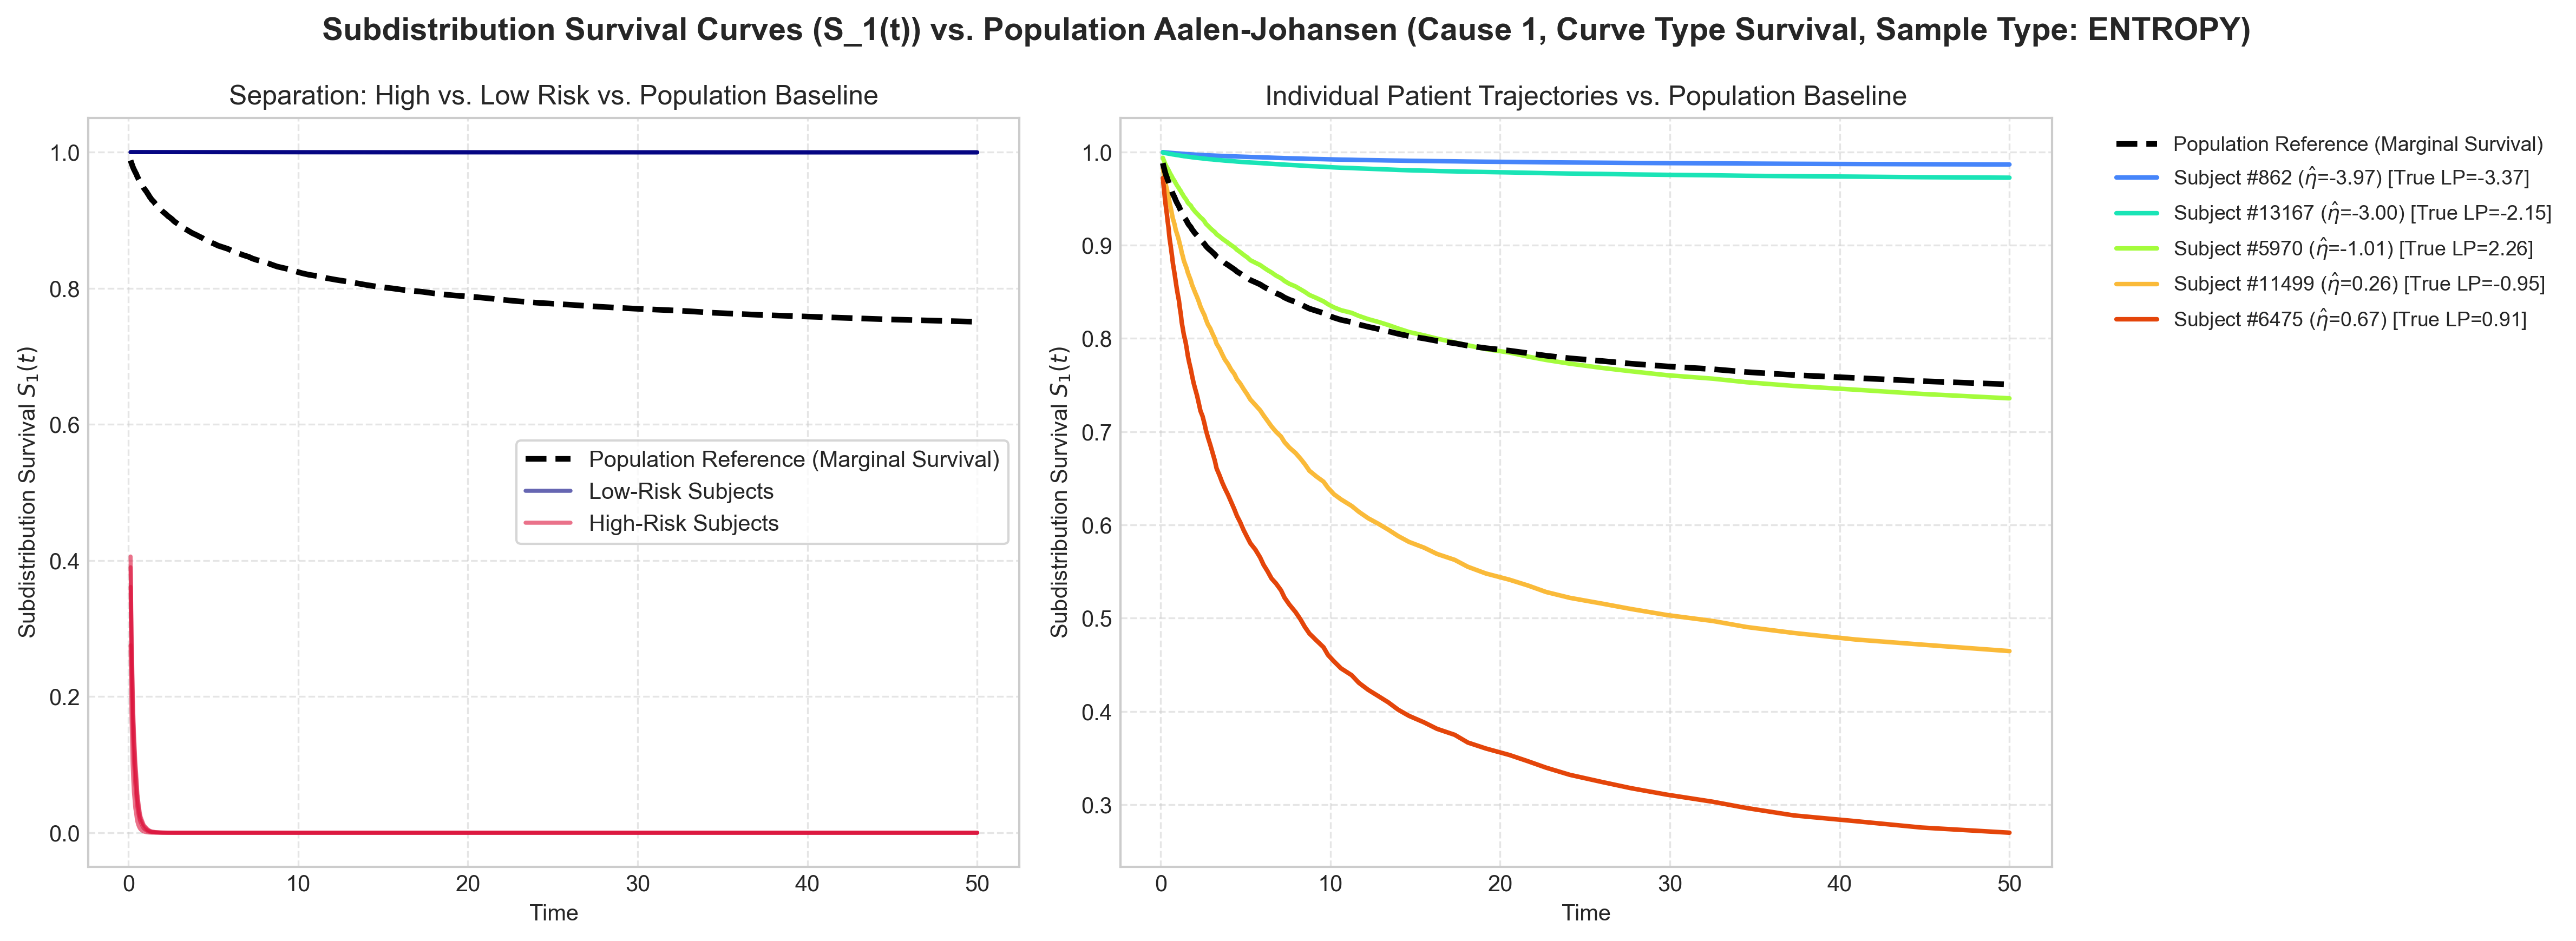 Subdistribution Survival Curves (S_1(t)) vs. Population Aalen-Johansen (Cause 1, Curve Type Survival, Sample Type: ENTROPY)
Separation: High vs. Low Risk vs. Population Baseline
Subdistribution Survival S₁(t)
1.0
0.8
0.6
0.4
0.2
0.0
Population Reference (Marginal Survival)
Low-Risk Subjects
High-Risk Subjects
0 10 20 30 40 50
Time
Individual Patient Trajectories vs. Population Baseline
Subdistribution Survival S₁(t)
1.0
0.9
0.8
0.7
0.6
0.5
0.4
0.3
0 10 20 30 40 50
Time
Population Reference (Marginal Survival)
Subject #862 (η̂=-3.97) [True LP=-3.37]
Subject #13167 (η̂=-3.00) [True LP=-2.15]
Subject #5970 (η̂=-1.01) [True LP=2.26]
Subject #11499 (η̂=0.26) [True LP=-0.95]
Subject #6475 (η̂=0.67) [True LP=0.91]